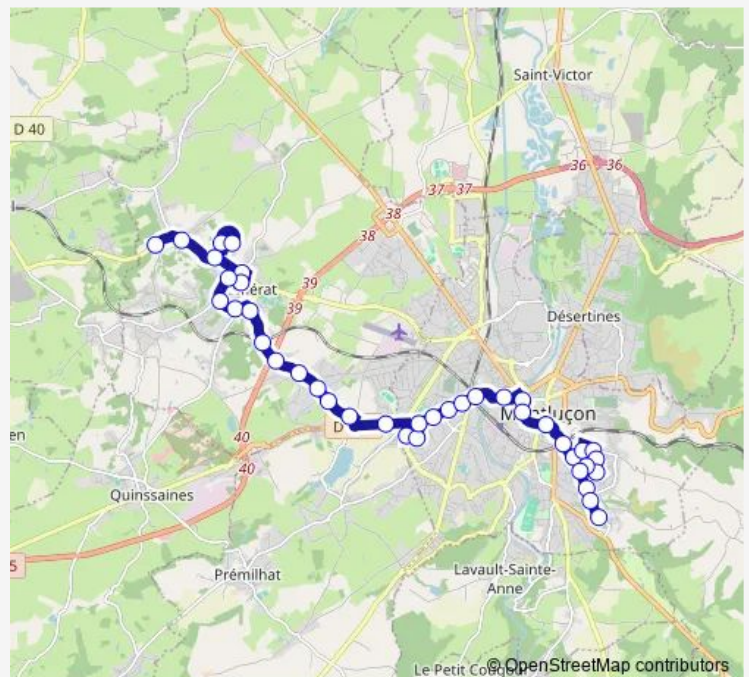 Saint-Victor
D 40
36
36
37
37
38
38
39
39
Désertines
D
40
40
Quinssaines
Prémilhat
5
Lavault-Sainte-
Anne
© OpenStreetMap contributors